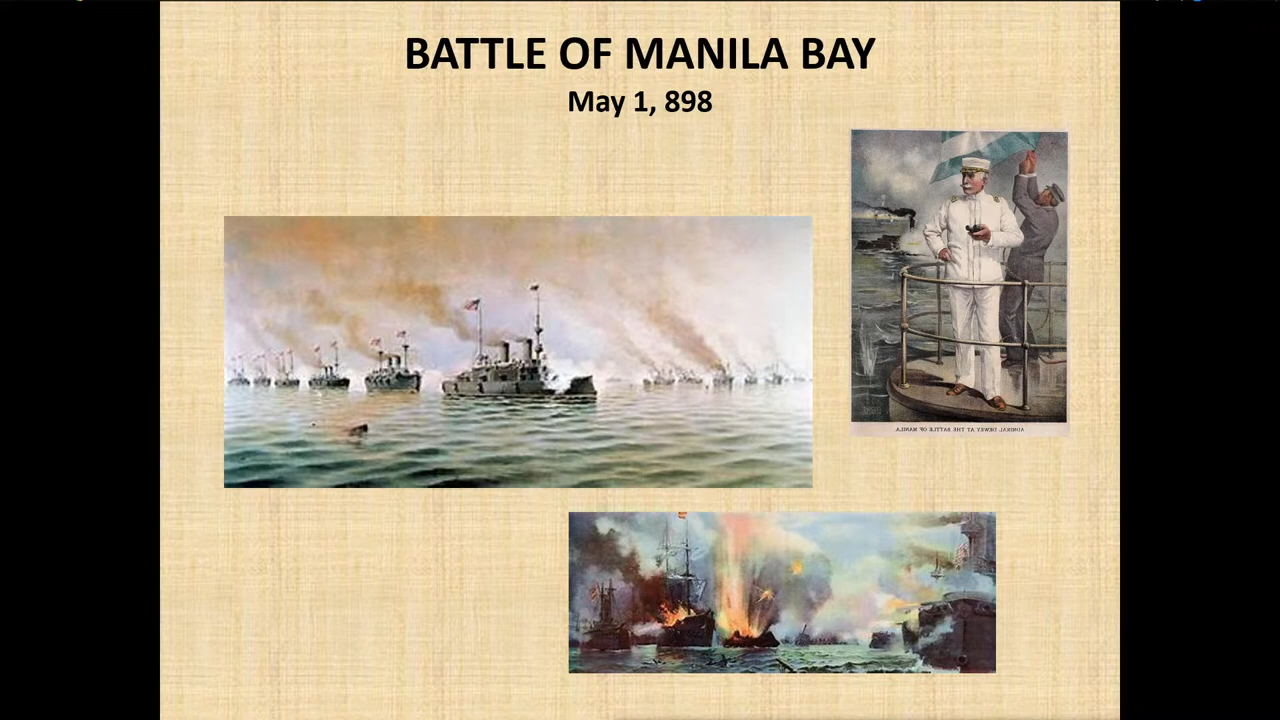 BATTLE OF MANILA BAY
May 1, 898
ADMIRAL DEWEY AT THE BATTLE OF MANILA.